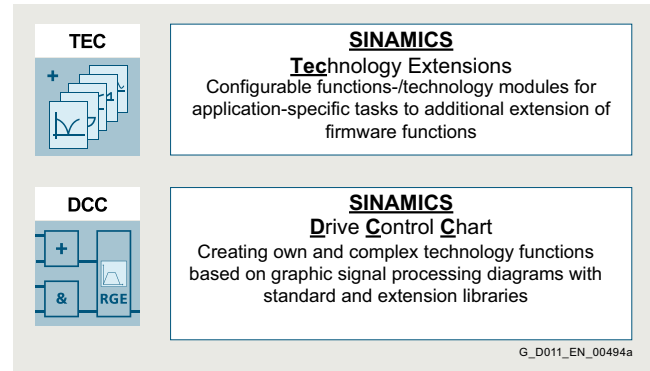 TEC
SINAMICS
Technology Extensions
Configurable functions-/technology modules for
application-specific tasks to additional extension of
firmware functions
+
1
DCC
SINAMICS
Drive Control Chart
Creating own and complex technology functions
based on graphic signal processing diagrams with
standard and extension libraries
+
& RGE
G_D011_EN_00494a